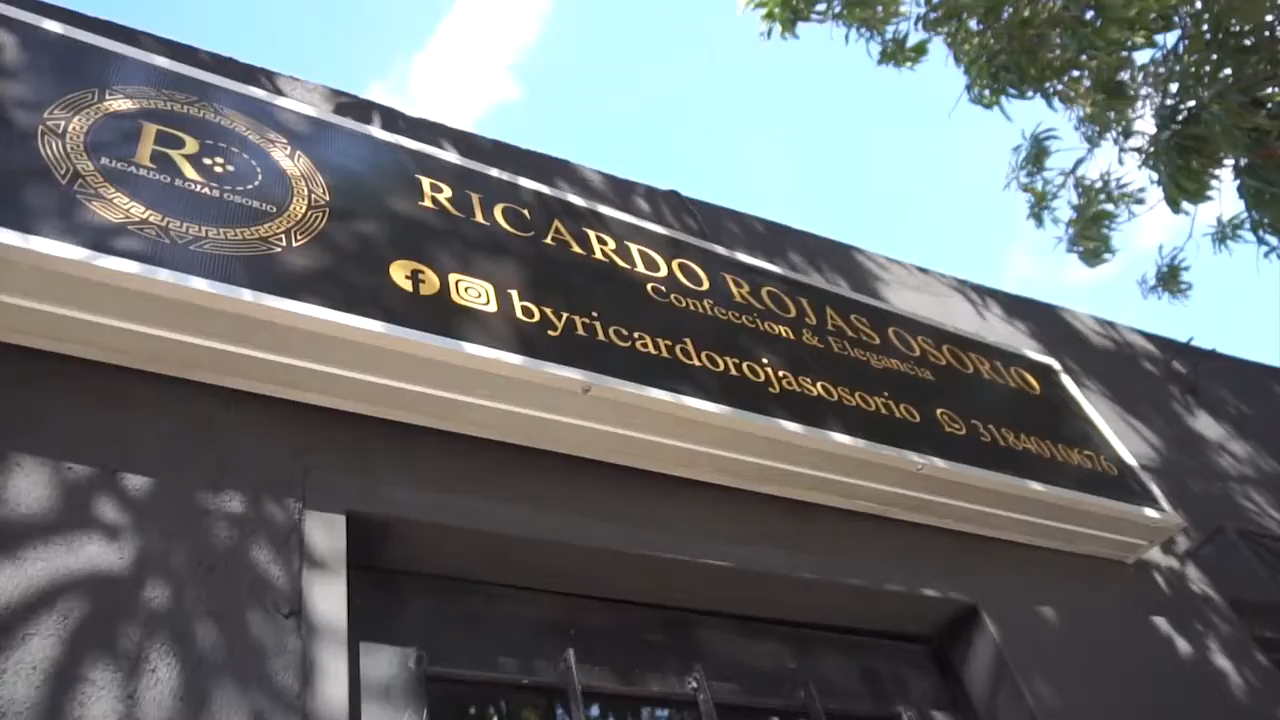 R
RICARDO ROJAS OSORIO
RICARDO ROJAS OSORIO
Confeccion & Elegancia
byricardorojasosorio
3184010676